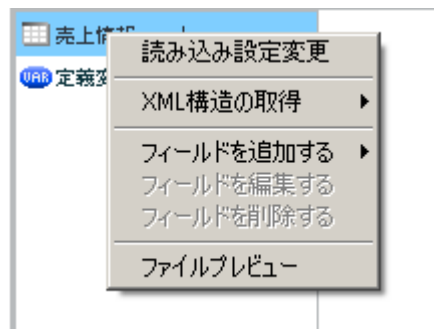 売上情
読み込み設定変更
VAR 定義変
XML構造の取得
フィールドを追加する
フィールドを編集する
フィールドを削除する
ファイルプレビュー